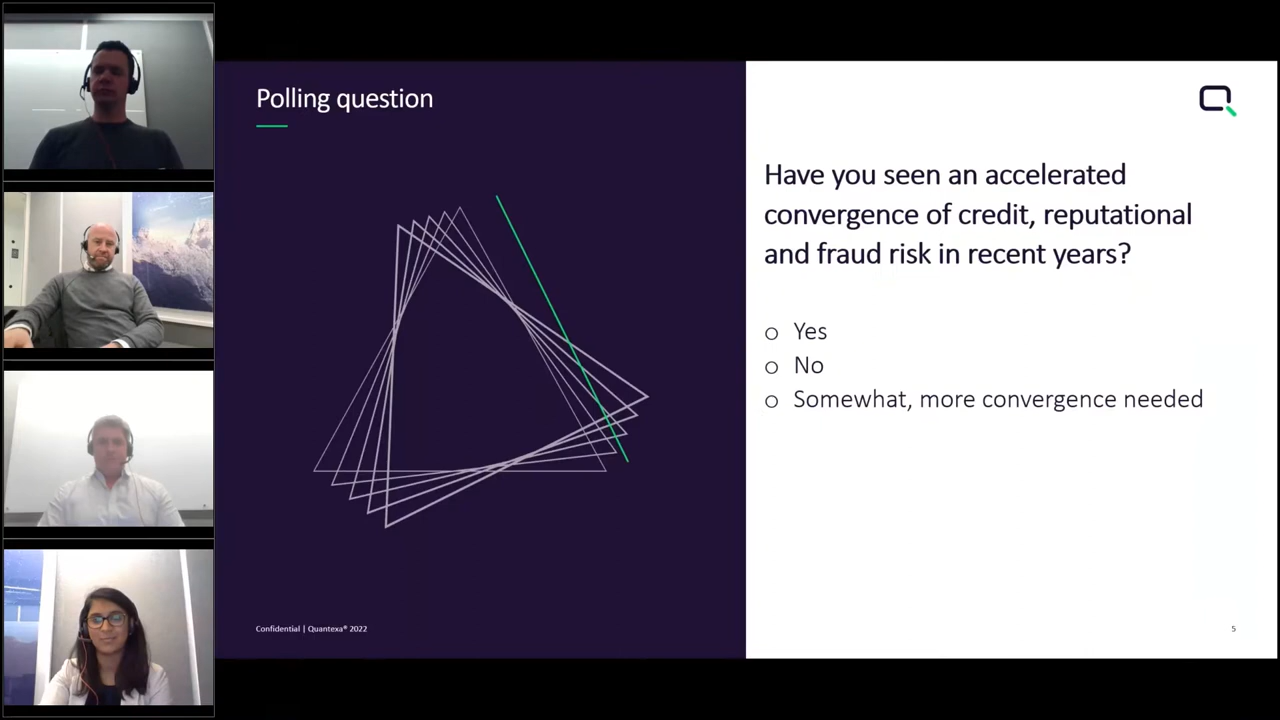 Polling question
Have you seen an accelerated
convergence of credit, reputational
and fraud risk in recent years?
o Yes
o No
o Somewhat, more convergence needed
Confidential | Quantexa® 2022
5